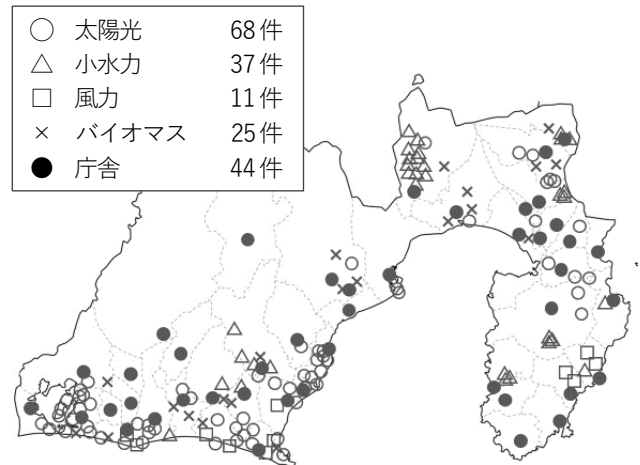 ○ 太陽光 68件
△ 小水力 37件
□ 風力 11件
× バイオマス 25件
● 庁舎 44件